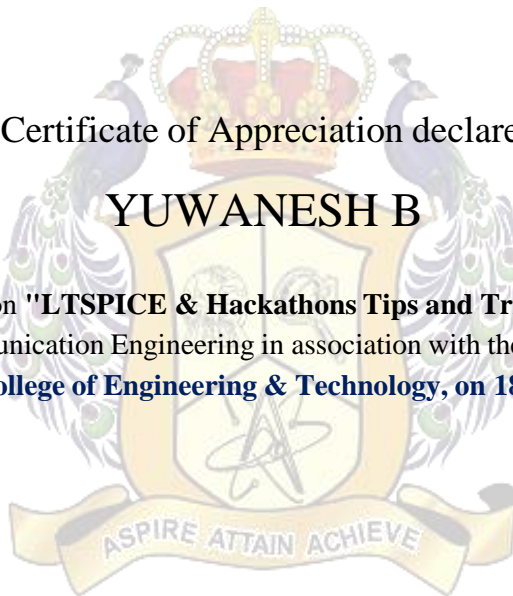 Certificate of Appreciation declare
YUWANESH B
on "LTSPICE & Hackathons Tips and Tr
unication Engineering in association with the
ollege of Engineering & Technology, on 18
ASPIRE ATTAIN ACHIEVE